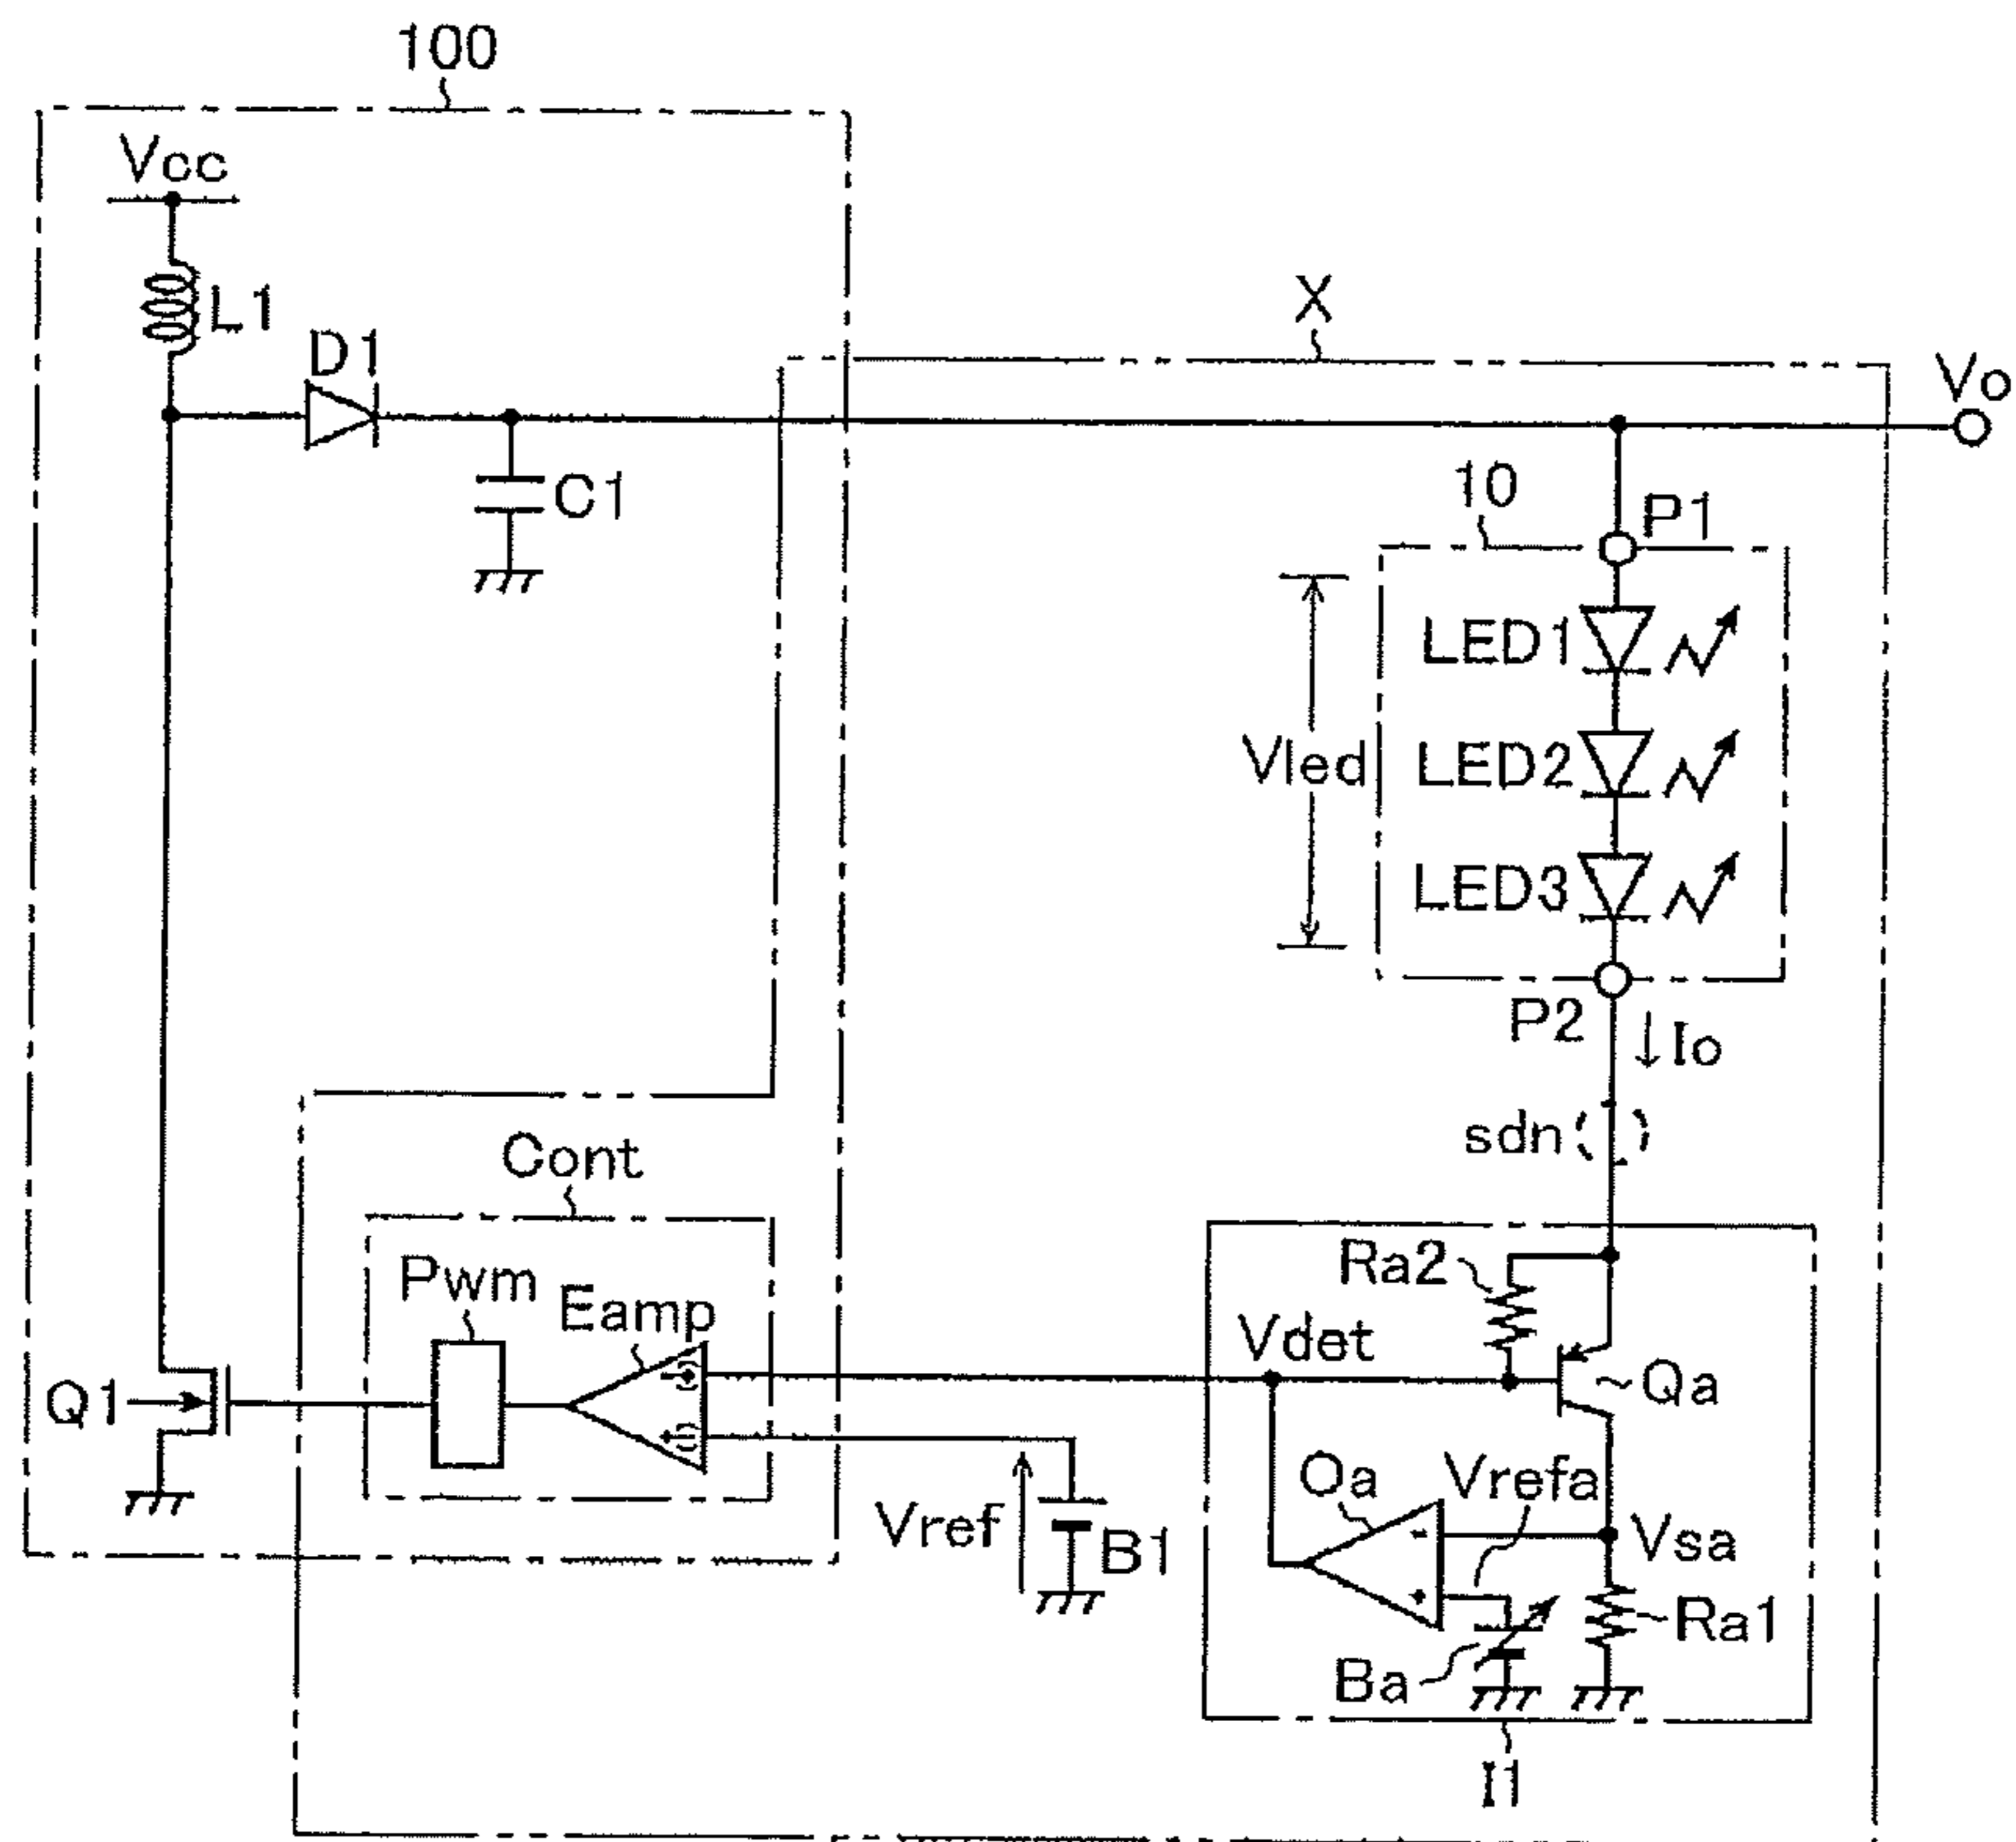 100
Vcc
L1
D1
C1
X
Vo
10
P1
LED1
Vled
LED2
LED3
P2
Io
sdn
Cont
Pwm
Eamp
Ra2
Vdet
Qa
Q1
Oa
Vrefa
Vref
B1
Vsa
Ra1
Ba
I1